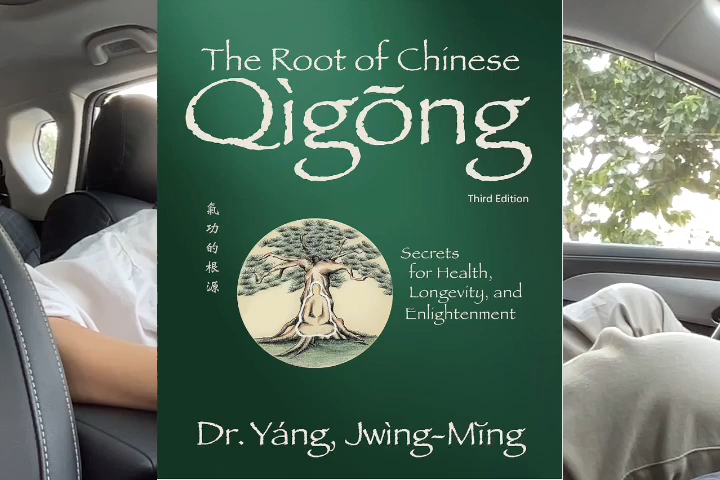 The Root of Chinese
Qìgōng
Third Edition
氣功的根源
Secrets
for Health,
Longevity, and
Enlightenment
Dr. Yáng, Jwìng-Mǐng